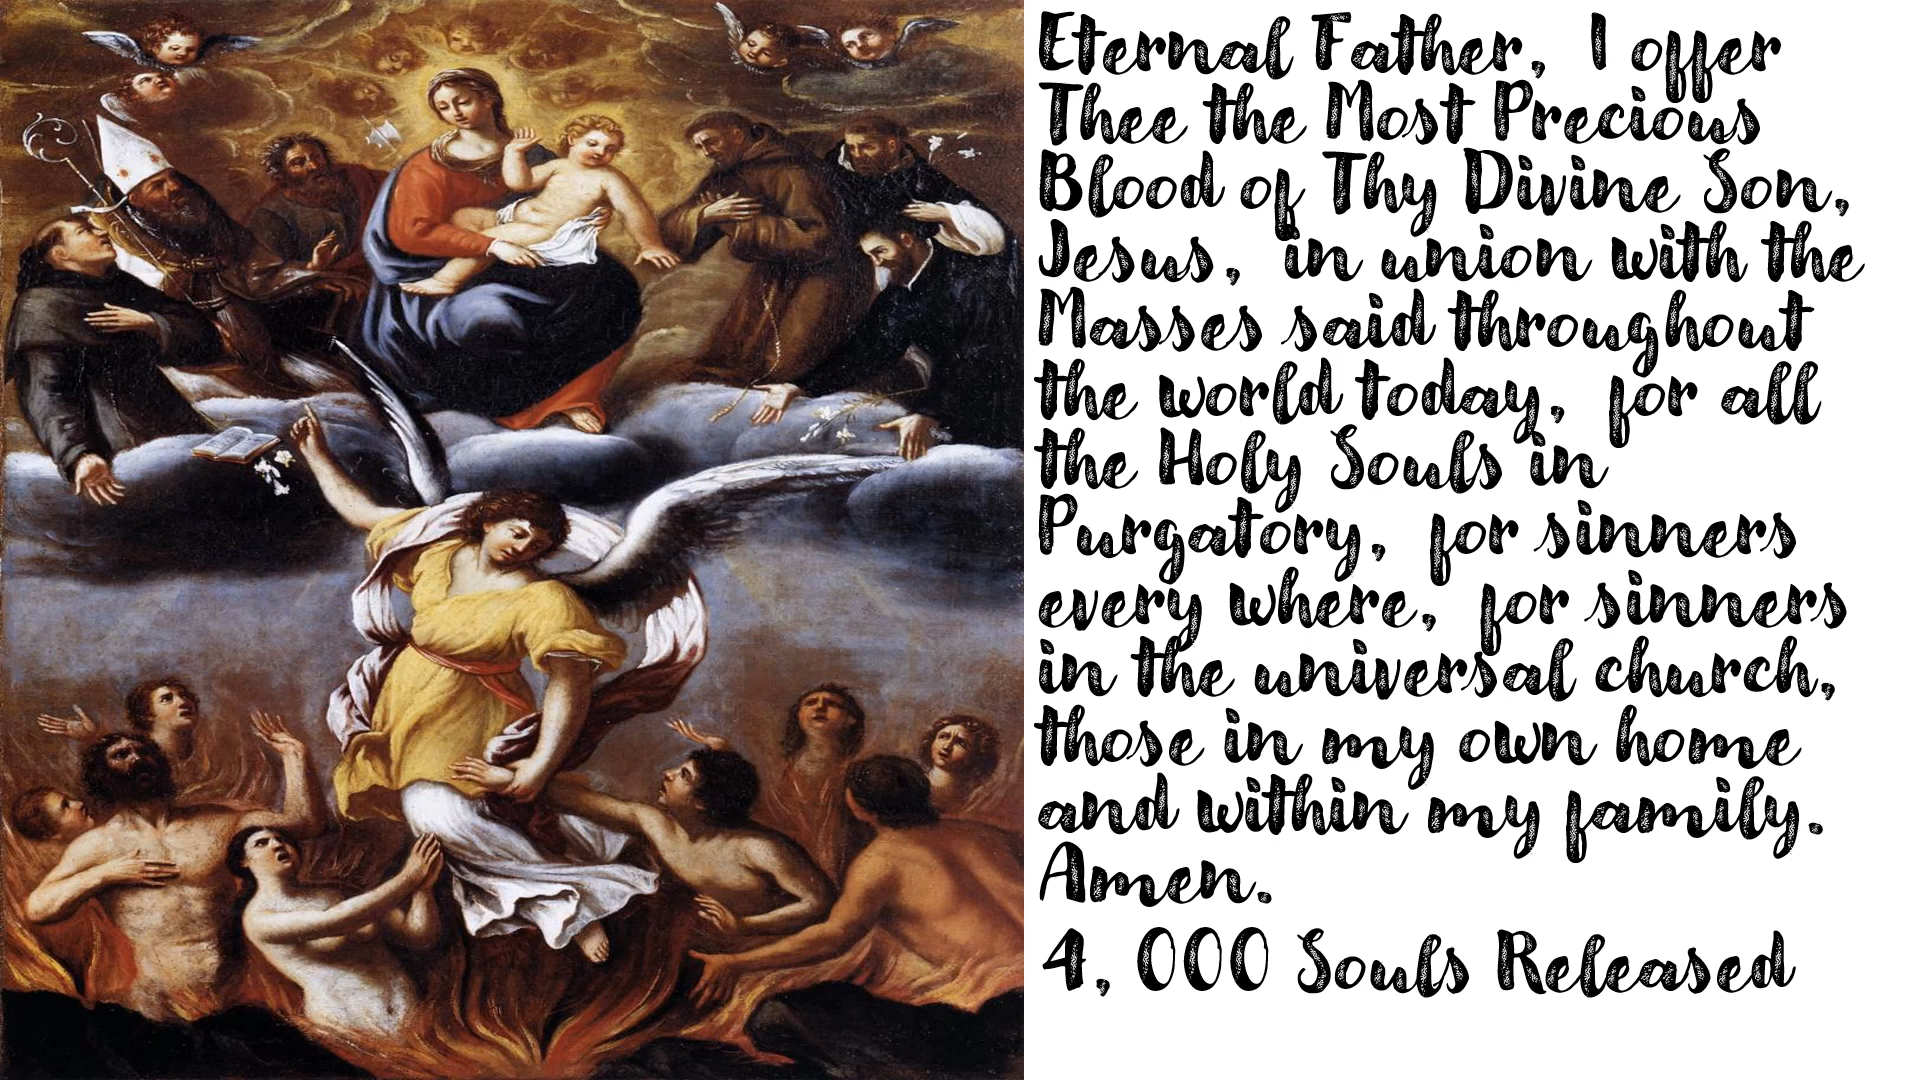 Eternal Father, I offer
Thee the Most Precious
Blood of Thy Divine Son,
Jesus, in union with the
Masses said throughout
the world today, for all
the Holy Souls in
Purgatory, for sinners
every where, for sinners
in the universal church,
those in my own home
and within my family.
Amen.
4, 000 Souls Released